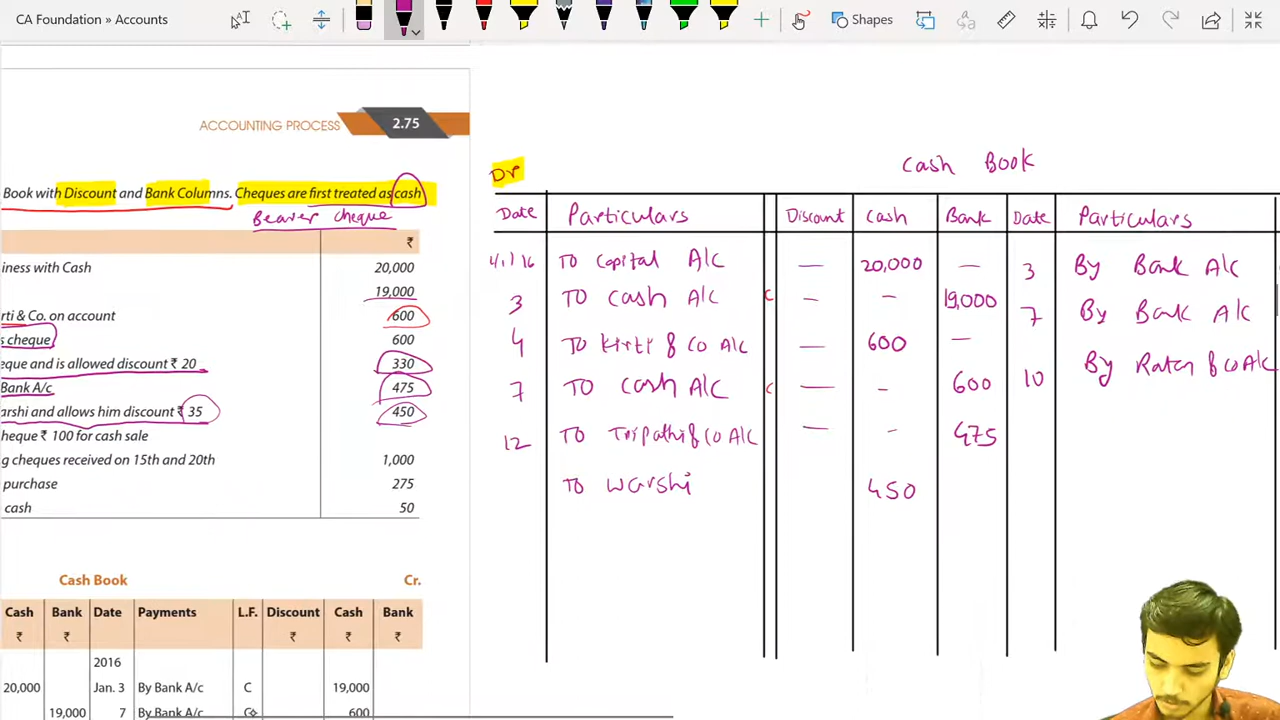 CA Foundation » Accounts
Shapes
ACCOUNTING PROCESS 2.75
Book with Discount and Bank Columns. Cheques are first treated as cash
Bearer cheque
₹
iness with Cash 20,000
19,000
rti & Co. on account 600
s cheque 600
eque and is allowed discount ₹ 20 330
Bank A/c 475
arshi and allows him discount ₹ 35 450
heque ₹ 100 for cash sale
g cheques received on 15th and 20th 1,000
purchase 275
cash 50
Cash Book Cr.
Cash Bank Date Payments L.F. Discount Cash Bank
₹ ₹ ₹ ₹ ₹
2016
20,000 Jan. 3 By Bank A/c C 19,000
19,000 7 By Bank A/c C 600
Cash Book
Dr
Date Particulars Discount Cash Bank Date Particulars
4/1/16 To Capital A/c — 20,000 — 3 By Bank A/c
3 To Cash A/c C - - 19,000 7 By Bank A/c
4 To Kirti & Co A/c — 600 — 10 By Raten & Co A/c
7 To Cash A/c C — - 600
12 To Tripathi & Co A/c — - 475
To Warshi 450